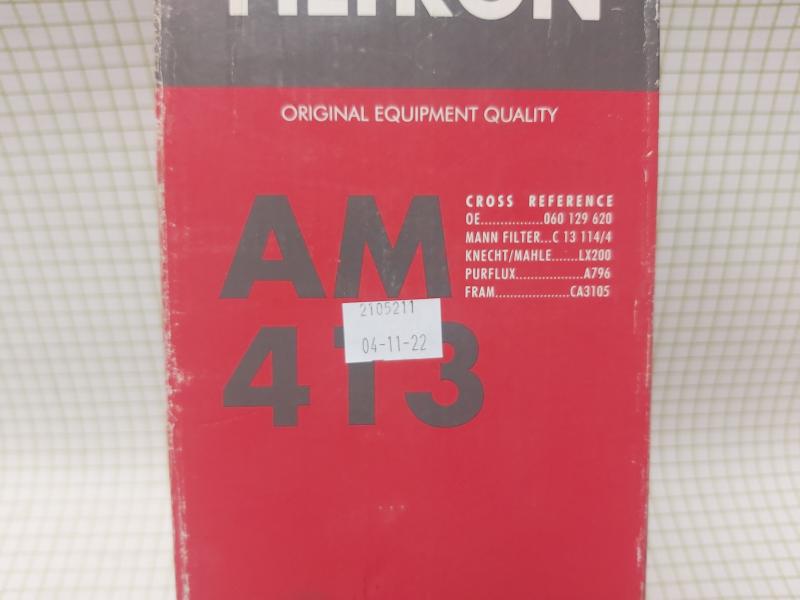 FILTRON
ORIGINAL EQUIPMENT QUALITY
AM
413
CROSS REFERENCE
OE................060 129 620
MANN FILTER...C 13 114/4
KNECHT/MAHLE.......LX200
PURFLUX.................A796
FRAM....................CA3105
2105211
04-11-22